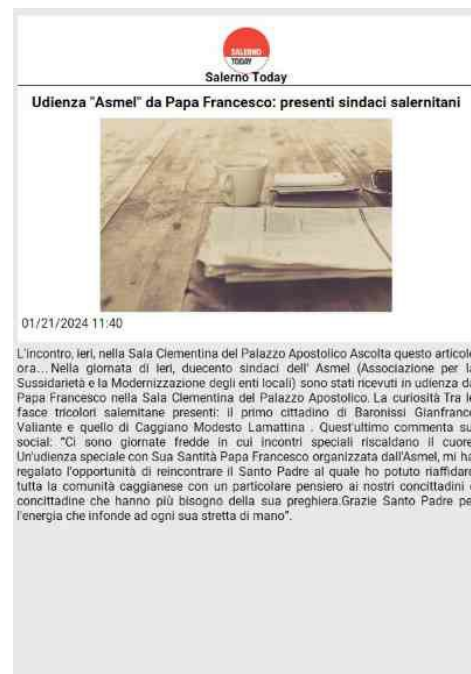 SALERNO
TODAY
Salerno Today
Udienza "Asmel" da Papa Francesco: presenti sindaci salernitani
01/21/2024 11:40
L'incontro, ieri, nella Sala Clementina del Palazzo Apostolico Ascolta questo articolo
ora... Nella giornata di ieri, duecento sindaci dell' Asmel (Associazione per la
Sussidarietà e la Modernizzazione degli enti locali) sono stati ricevuti in udienza da
Papa Francesco nella Sala Clementina del Palazzo Apostolico. La curiosità Tra le
fasce tricolori salernitane presenti: il primo cittadino di Baronissi Gianfranco
Valiante e quello di Caggiano Modesto Lamattina . Quest'ultimo commenta sui
social: "Ci sono giornate fredde in cui incontri speciali riscaldano il cuore.
Un'udienza speciale con Sua Santità Papa Francesco organizzata dall'Asmel, mi ha
regalato l'opportunità di reincontrare il Santo Padre al quale ho potuto riaffidare
tutta la comunità caggianese con un particolare pensiero ai nostri concittadini e
concittadine che hanno più bisogno della sua preghiera.Grazie Santo Padre per
l'energia che infonde ad ogni sua stretta di mano".